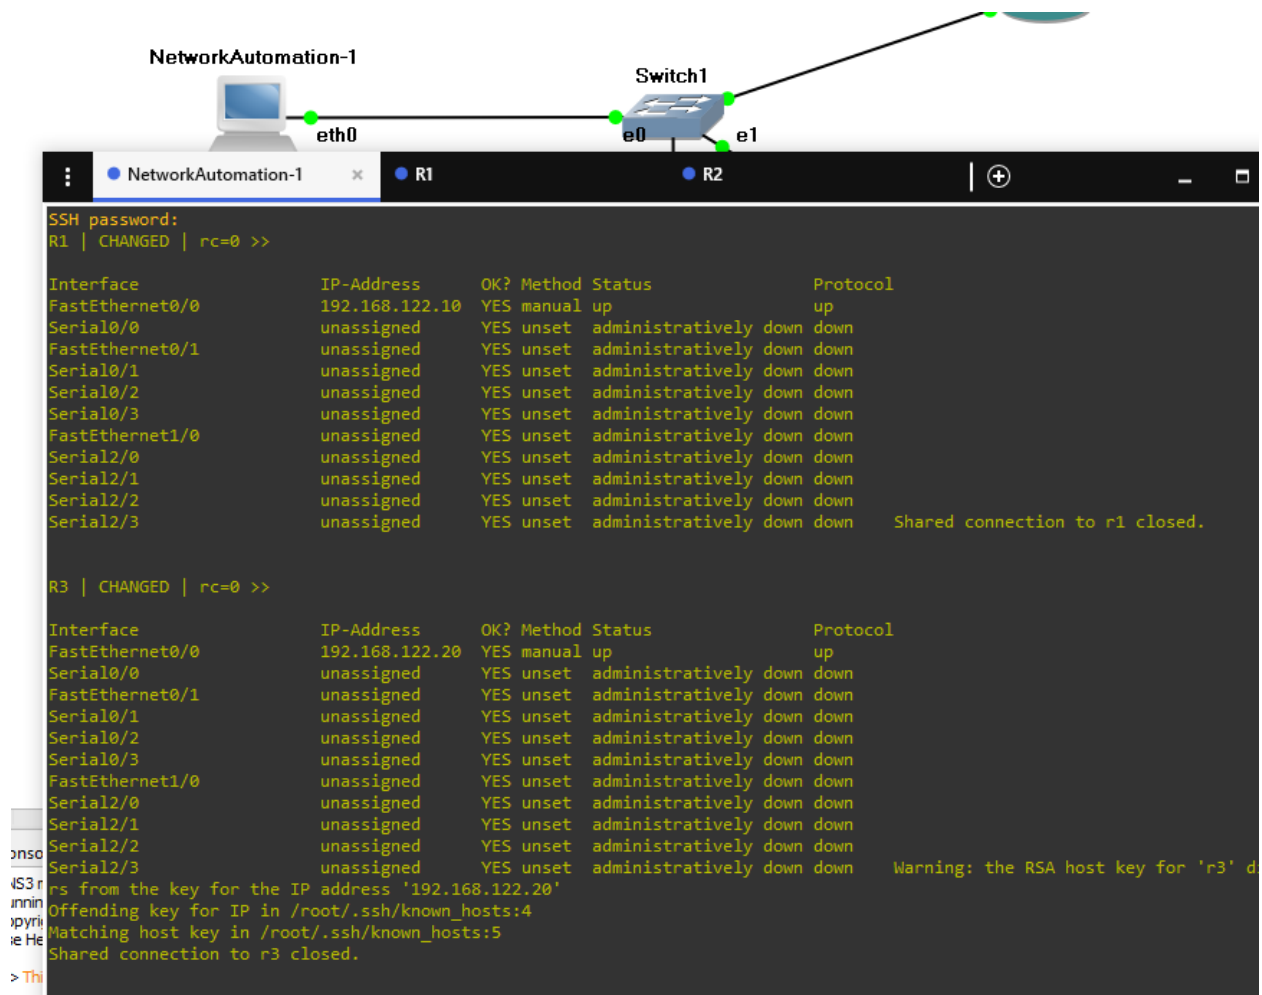 NetworkAutomation-1
Switch1
eth0
e0
e1
NetworkAutomation-1 × R1 R2
SSH password:
R1 | CHANGED | rc=0 >>
Interface IP-Address OK? Method Status Protocol
FastEthernet0/0 192.168.122.10 YES manual up up
Serial0/0 unassigned YES unset administratively down down
FastEthernet0/1 unassigned YES unset administratively down down
Serial0/1 unassigned YES unset administratively down down
Serial0/2 unassigned YES unset administratively down down
Serial0/3 unassigned YES unset administratively down down
FastEthernet1/0 unassigned YES unset administratively down down
Serial2/0 unassigned YES unset administratively down down
Serial2/1 unassigned YES unset administratively down down
Serial2/2 unassigned YES unset administratively down down
Serial2/3 unassigned YES unset administratively down down Shared connection to r1 closed.
R3 | CHANGED | rc=0 >>
Interface IP-Address OK? Method Status Protocol
FastEthernet0/0 192.168.122.20 YES manual up up
Serial0/0 unassigned YES unset administratively down down
FastEthernet0/1 unassigned YES unset administratively down down
Serial0/1 unassigned YES unset administratively down down
Serial0/2 unassigned YES unset administratively down down
Serial0/3 unassigned YES unset administratively down down
FastEthernet1/0 unassigned YES unset administratively down down
Serial2/0 unassigned YES unset administratively down down
Serial2/1 unassigned YES unset administratively down down
Serial2/2 unassigned YES unset administratively down down
Serial2/3 unassigned YES unset administratively down down Warning: the RSA host key for 'r3' d
rs from the key for the IP address '192.168.122.20'
Offending key for IP in /root/.ssh/known_hosts:4
Matching host key in /root/.ssh/known_hosts:5
Shared connection to r3 closed.